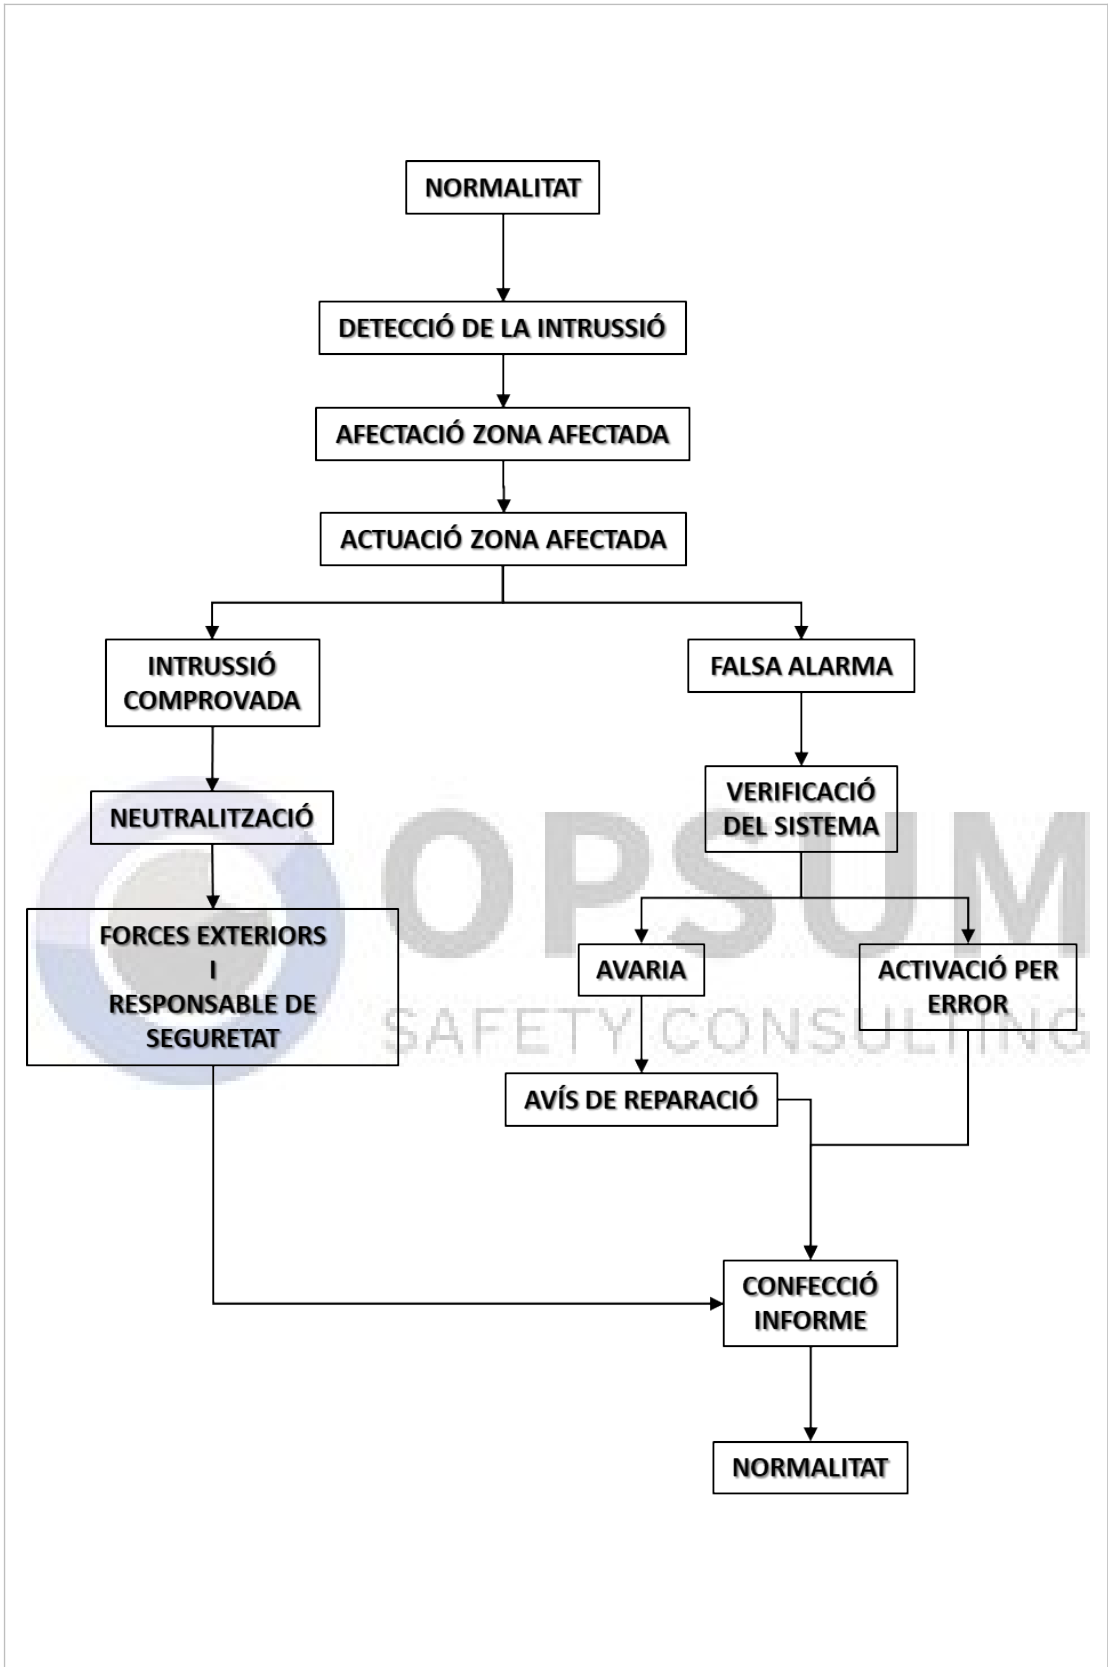 NORMALITAT
DETECCIÓ DE LA INTRUSSIÓ
AFECTACIÓ ZONA AFECTADA
ACTUACIÓ ZONA AFECTADA
INTRUSSIÓ
COMPROVADA
FALSA ALARMA
NEUTRALITZACIÓ
VERIFICACIÓ
DEL SISTEMA
FORCES EXTERIORS
I
RESPONSABLE DE
SEGURETAT
AVARIA
ACTIVACIÓ PER
ERROR
AVÍS DE REPARACIÓ
CONFECCIÓ
INFORME
NORMALITAT
OPSUM
SAFETY CONSULTING